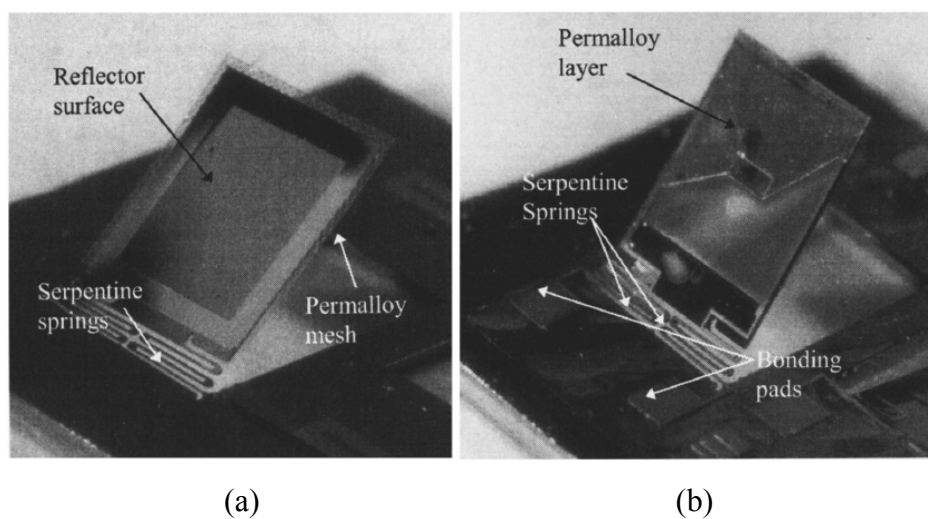 Reflector
surface
Serpentine
springs
Permalloy
mesh
Permalloy
layer
Serpentine
Springs
Bonding
pads
(a)
(b)